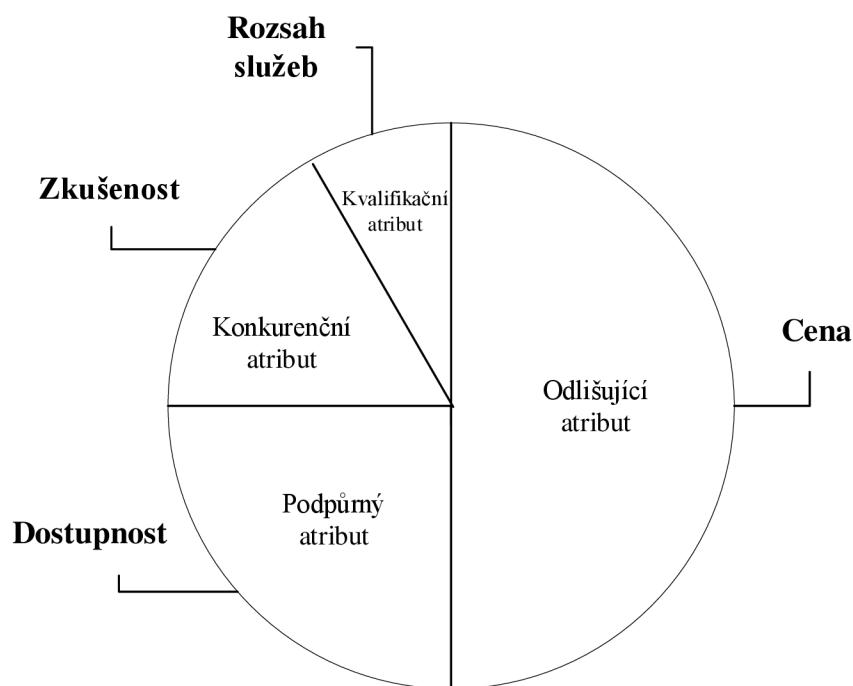 Rozsah
služeb
Zkušenost
Kvalifikační
atribut
Konkurenční
atribut
Cena
Odlišující
atribut
Podpůrný
atribut
Dostupnost